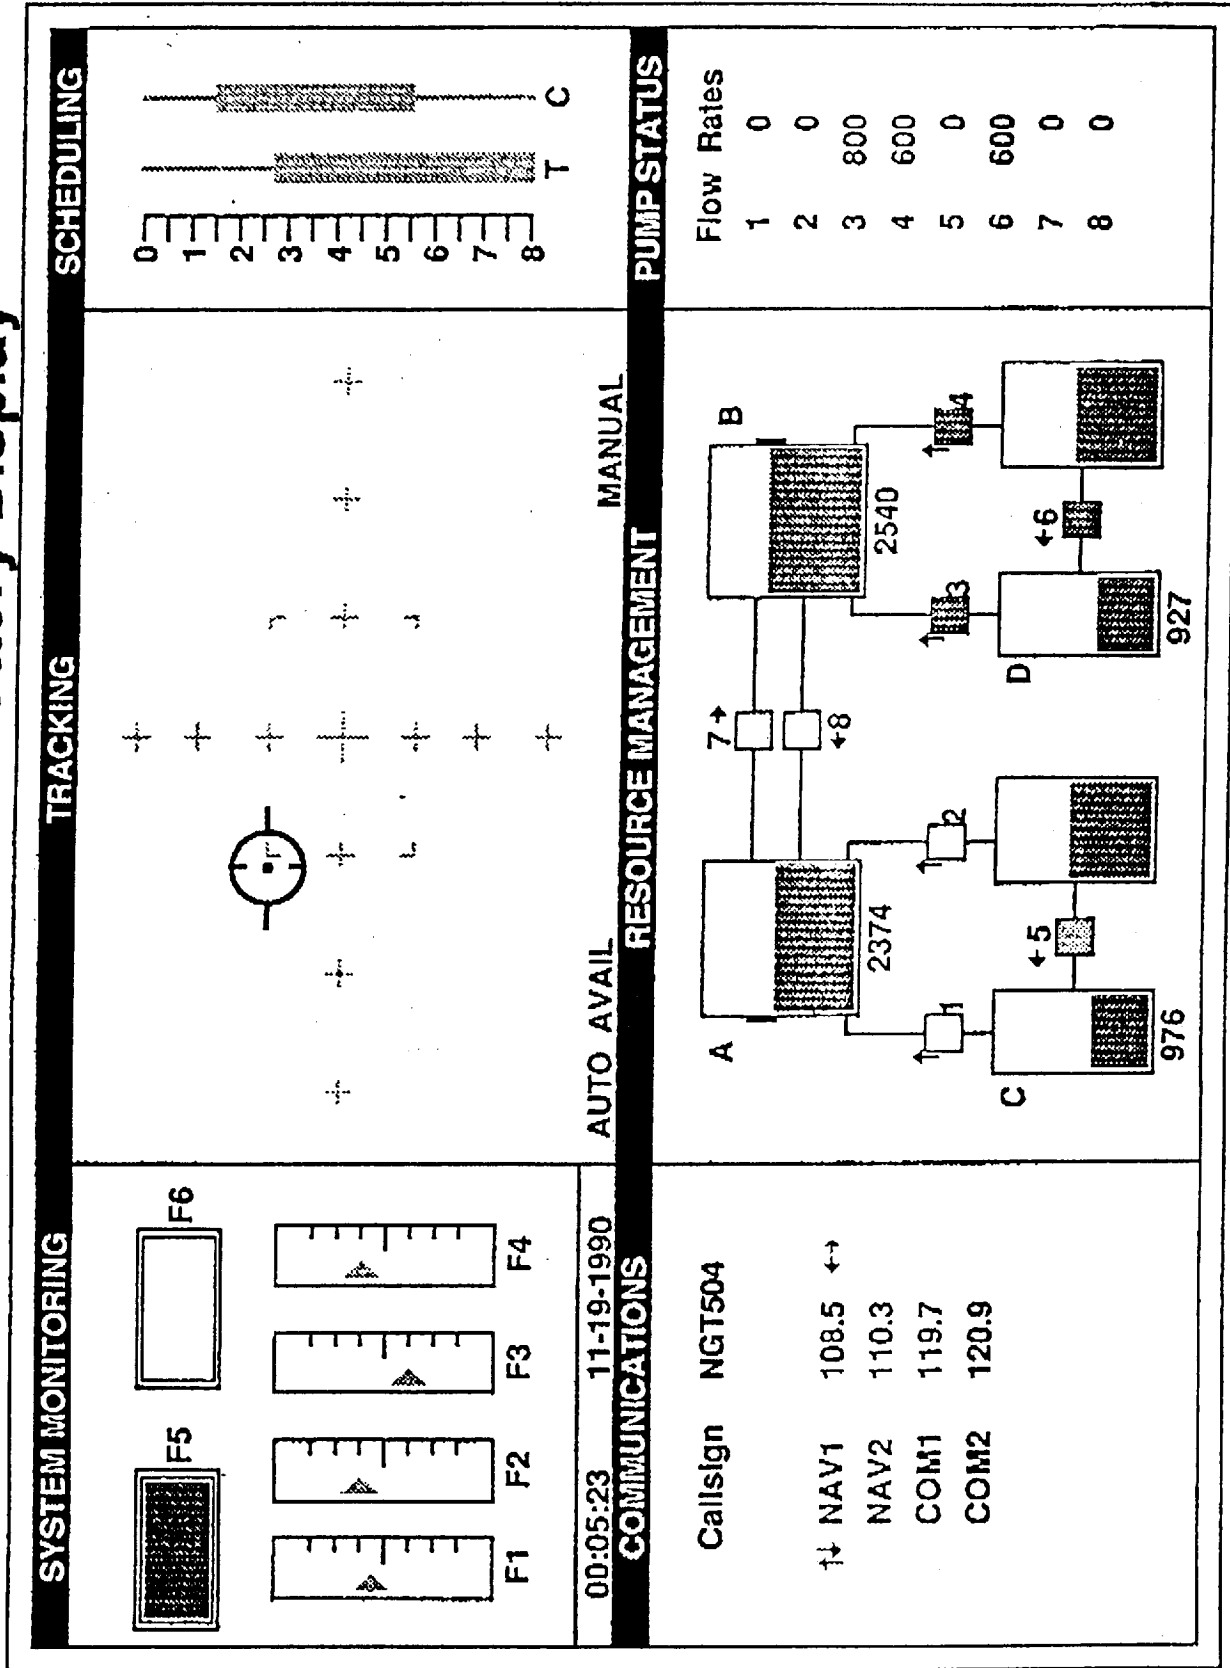 SYSTEM MONITORING
F5
F6
F1
F2
F3
F4
00:05:23 11-19-1990
TRACKING
AUTO AVAIL
MANUAL
SCHEDULING
0
1
2
3
4
5
6
7
8
T
C
COMMUNICATIONS
Callsign NGT504
↑↓ NAV1 108.5 ↔
NAV2 110.3
COM1 119.7
COM2 120.9
RESOURCE MANAGEMENT
A
B
7→
←8
2374
2540
1
2
3
4
C
←5
D
←6
976
927
PUMP STATUS
Flow Rates
1 0
2 0
3 800
4 600
5 0
6 600
7 0
8 0